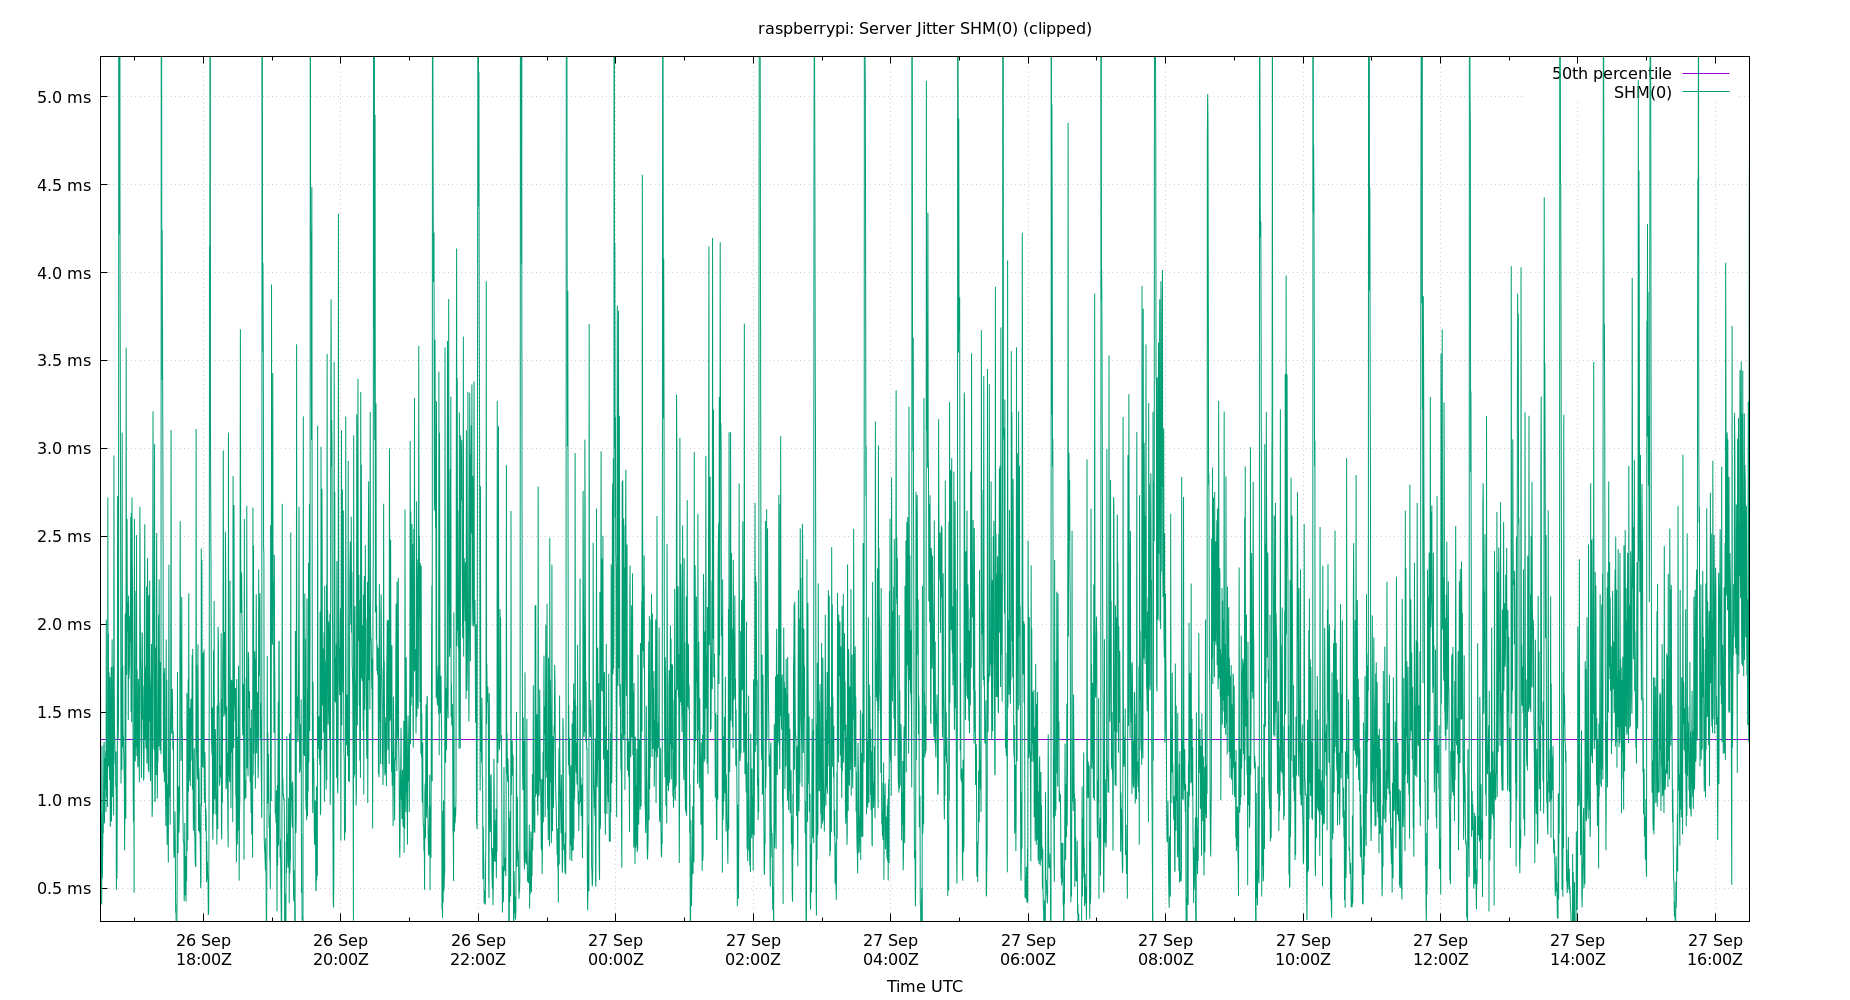 raspberrypi: Server Jitter SHM(0) (clipped)
50th percentile
SHM(0)
5.0 ms
4.5 ms
4.0 ms
3.5 ms
3.0 ms
2.5 ms
2.0 ms
1.5 ms
1.0 ms
0.5 ms
26 Sep 26 Sep 26 Sep 27 Sep 27 Sep 27 Sep 27 Sep 27 Sep 27 Sep 27 Sep 27 Sep 27 Sep
18:00Z 20:00Z 22:00Z 00:00Z 02:00Z 04:00Z 06:00Z 08:00Z 10:00Z 12:00Z 14:00Z 16:00Z
Time UTC